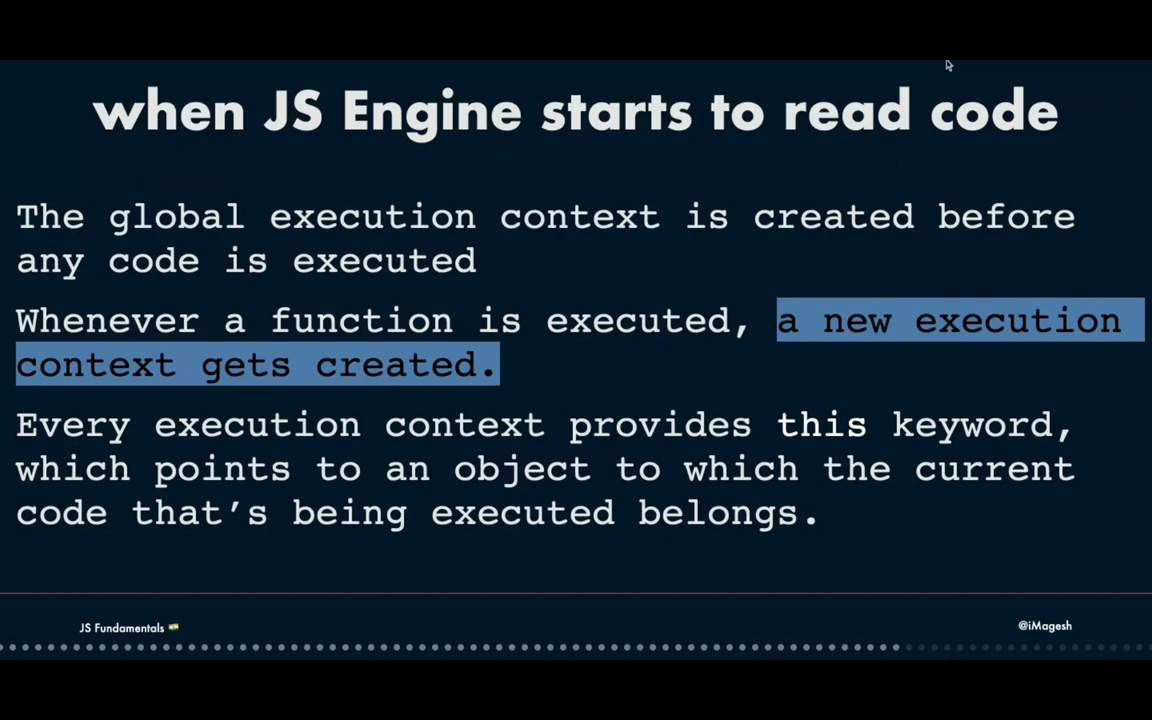 when JS Engine starts to read code
The global execution context is created before
any code is executed
Whenever a function is executed, a new execution
context gets created.
Every execution context provides this keyword,
which points to an object to which the current
code that’s being executed belongs.
JS Fundamentals 🇮🇳
@iMagesh